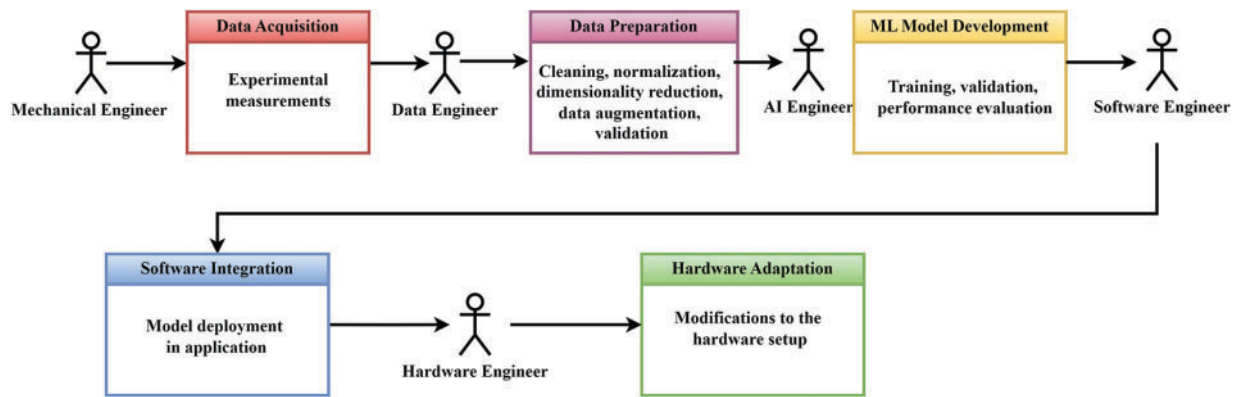 Data Acquisition
Experimental
measurements
Mechanical Engineer
Data Engineer
Data Preparation
Cleaning, normalization,
dimensionality reduction,
data augmentation,
validation
AI Engineer
ML Model Development
Training, validation,
performance evaluation
Software Engineer
Software Integration
Model deployment
in application
Hardware Engineer
Hardware Adaptation
Modifications to the
hardware setup